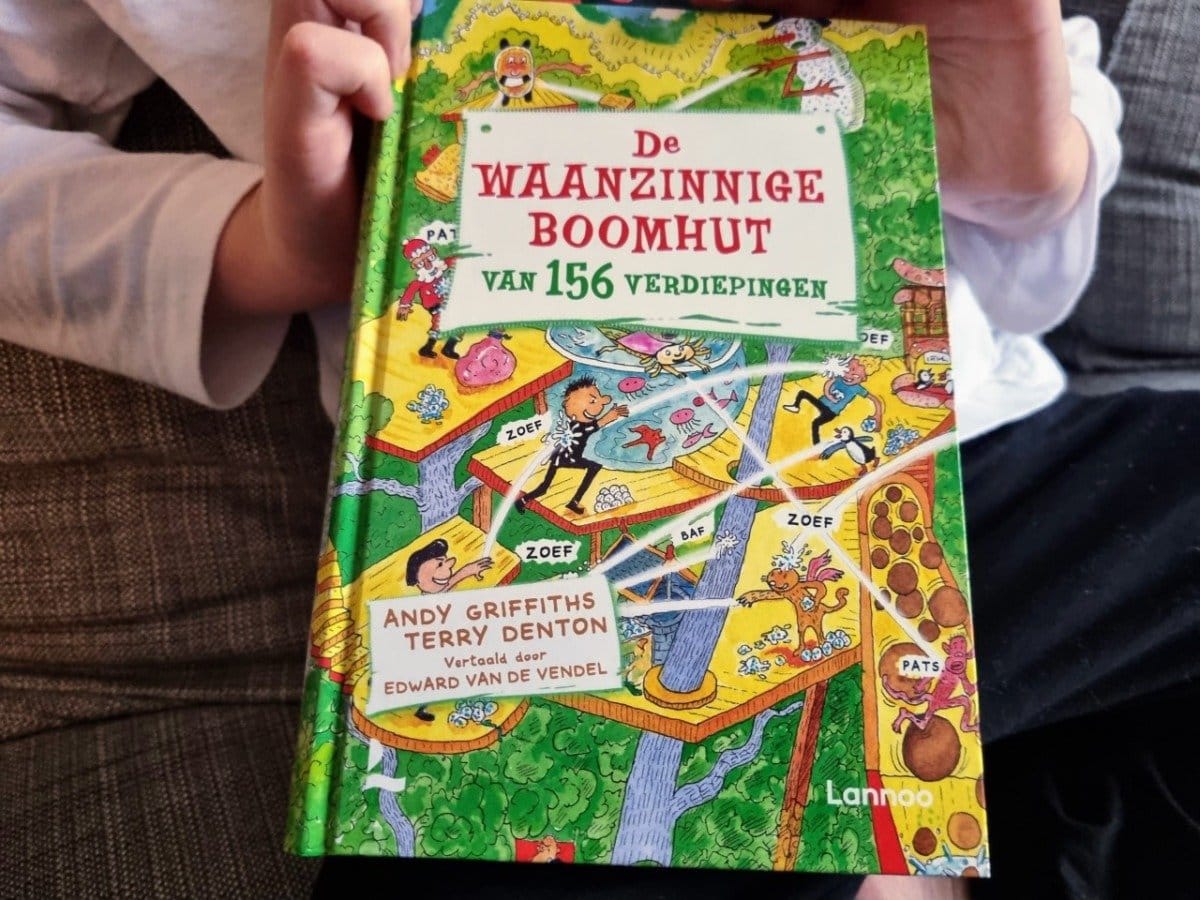 De
WAANZINNIGE
BOOMHUT
VAN 156 VERDIEPINGEN
PAT
OEF
ZOEF
ZOEF
BAF
ZOEF
PATS
ANDY GRIFFITHS
TERRY DENTON
Vertaald door
EDWARD VAN DE VENDEL
Lannoo